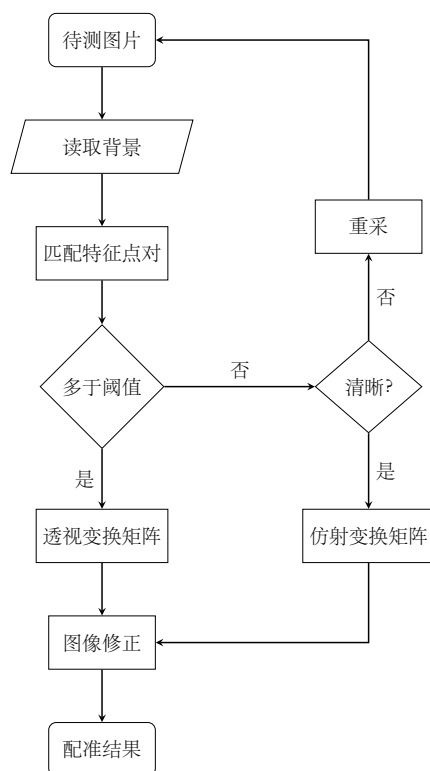 待测图片
读取背景
重采
匹配特征点对
否
多于阈值
否
清晰?
是
是
透视变换矩阵
仿射变换矩阵
图像修正
配准结果